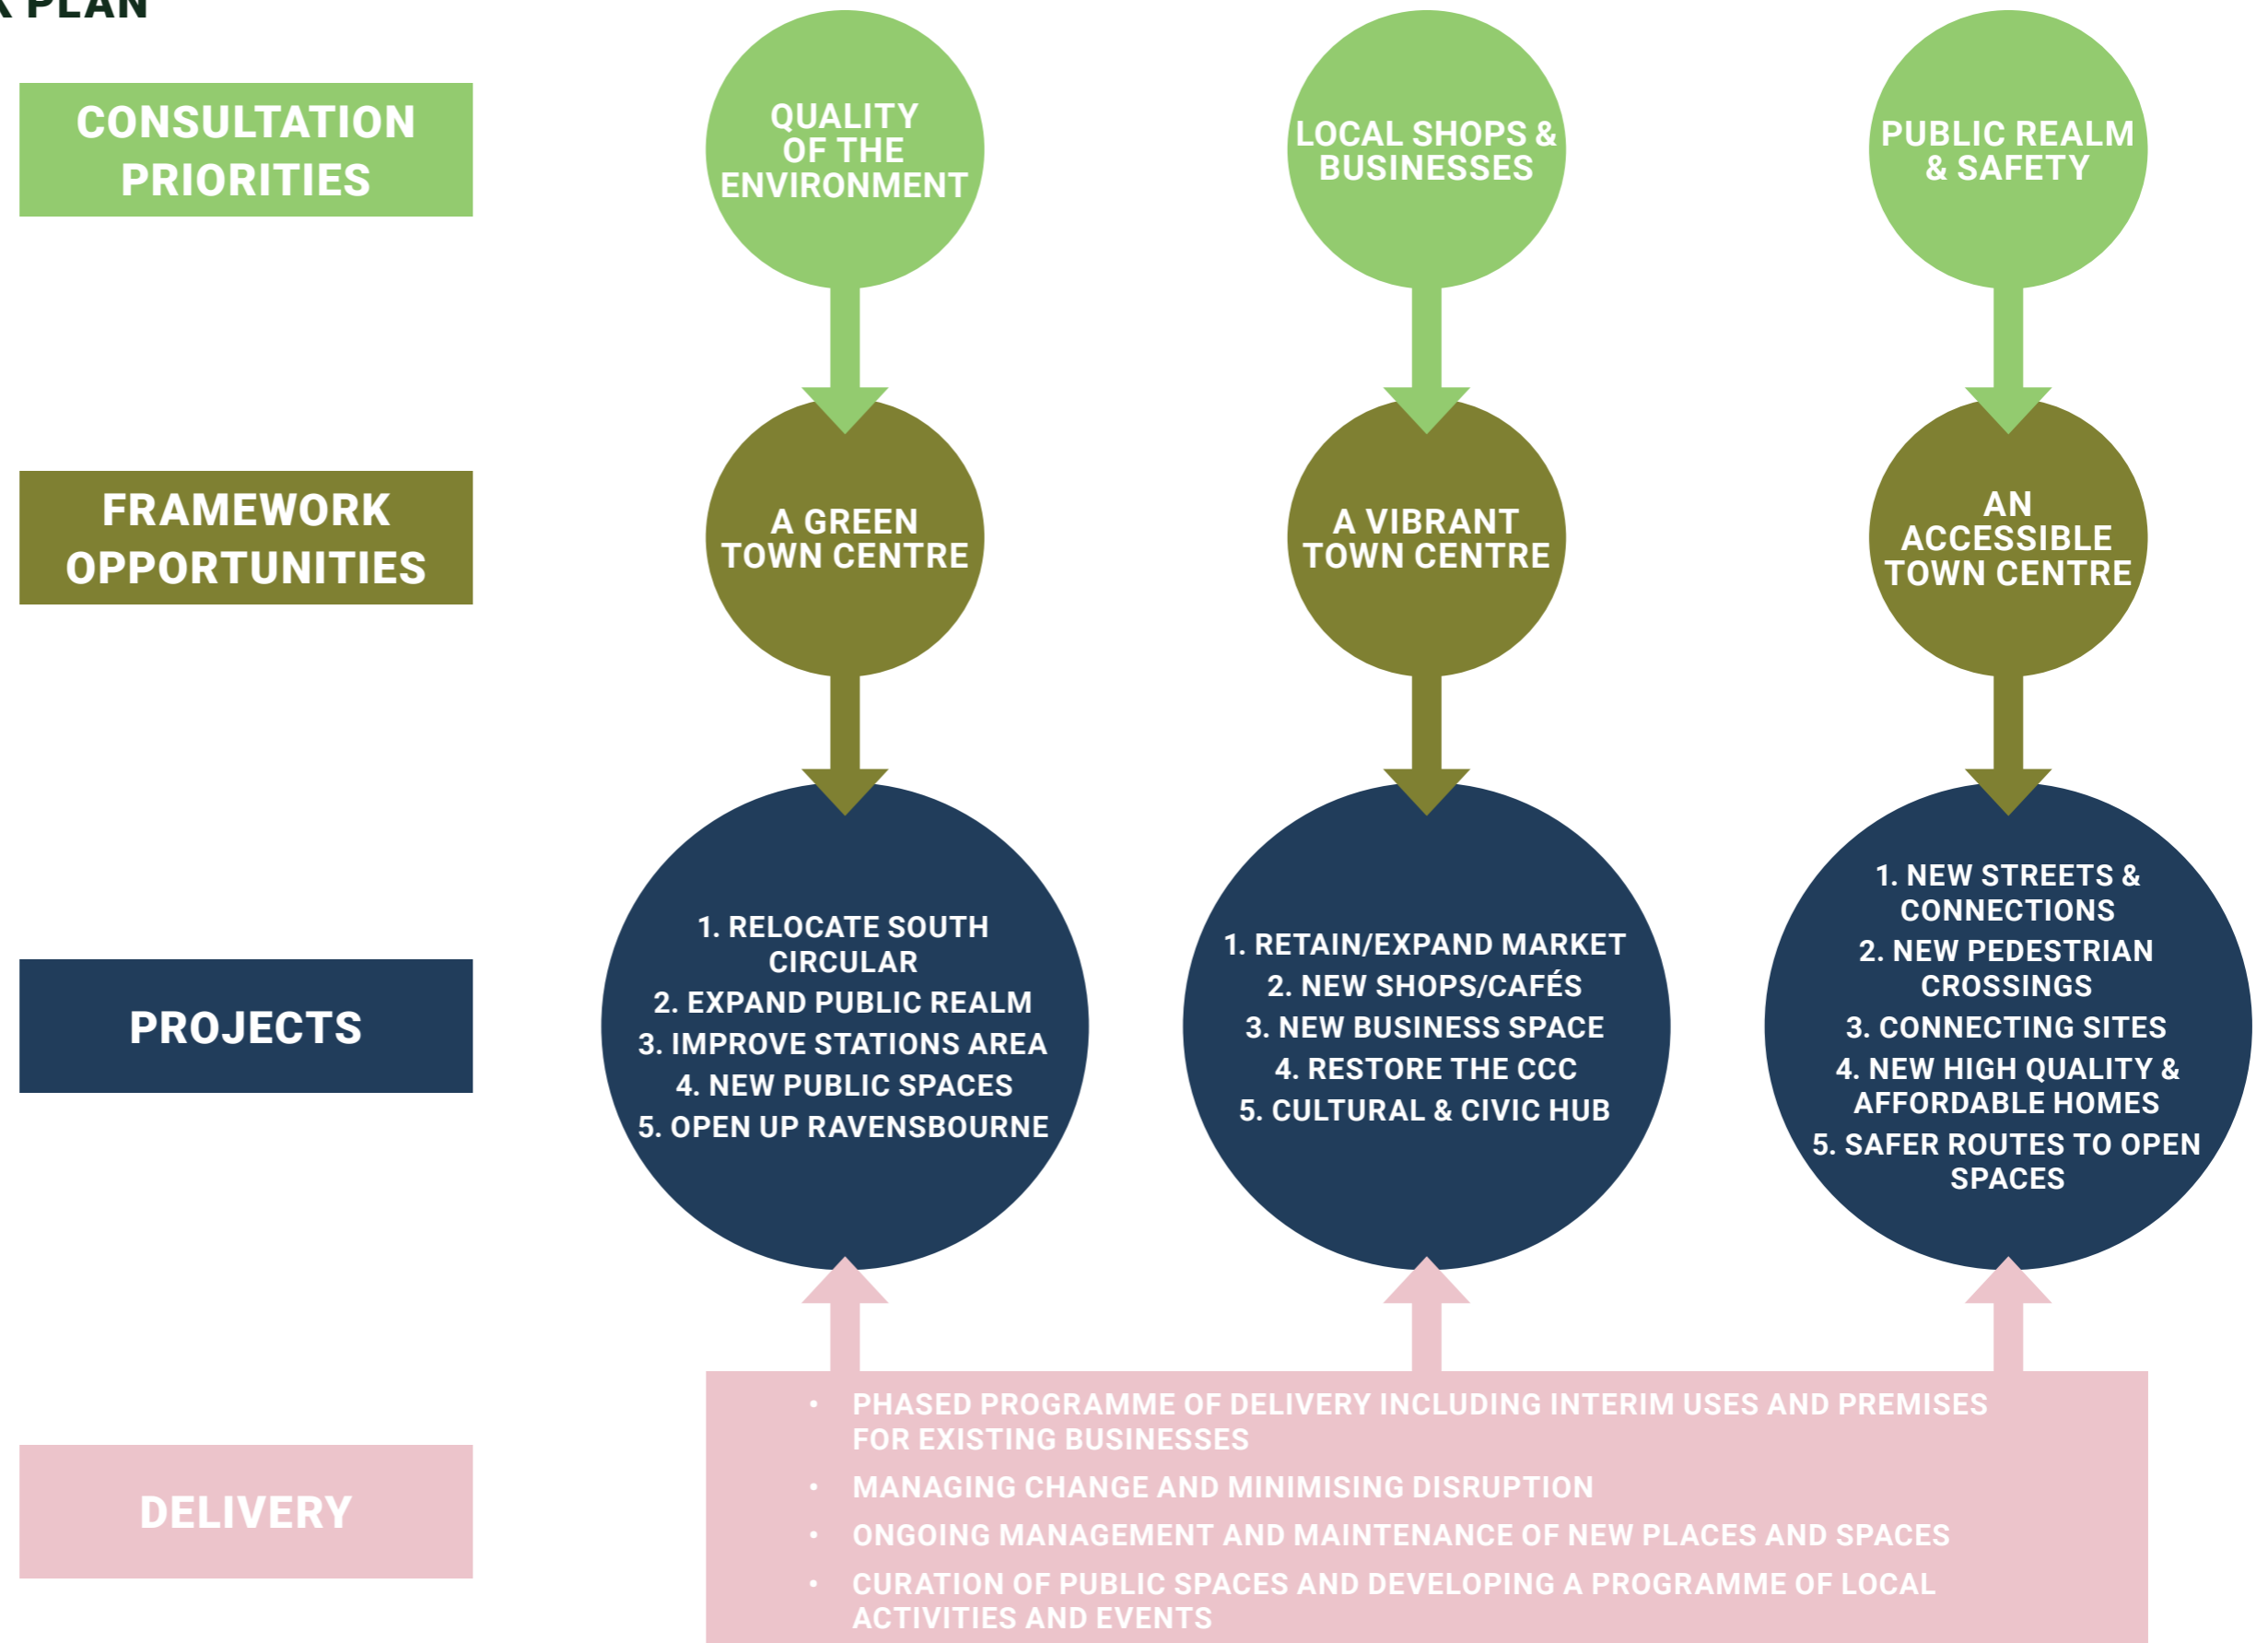 PLAN
CONSULTATION
PRIORITIES
QUALITY
OF THE
ENVIRONMENT
LOCAL SHOPS &
BUSINESSES
PUBLIC REALM
& SAFETY
FRAMEWORK
OPPORTUNITIES
A GREEN
TOWN CENTRE
A VIBRANT
TOWN CENTRE
AN
ACCESSIBLE
TOWN CENTRE
PROJECTS
1. RELOCATE SOUTH
CIRCULAR
2. EXPAND PUBLIC REALM
3. IMPROVE STATIONS AREA
4. NEW PUBLIC SPACES
5. OPEN UP RAVENSBOURNE
1. RETAIN/EXPAND MARKET
2. NEW SHOPS/CAFÉS
3. NEW BUSINESS SPACE
4. RESTORE THE CCC
5. CULTURAL & CIVIC HUB
1. NEW STREETS &
CONNECTIONS
2. NEW PEDESTRIAN
CROSSINGS
3. CONNECTING SITES
4. NEW HIGH QUALITY &
AFFORDABLE HOMES
5. SAFER ROUTES TO OPEN
SPACES
DELIVERY
• PHASED PROGRAMME OF DELIVERY INCLUDING INTERIM USES AND PREMISES
FOR EXISTING BUSINESSES
• MANAGING CHANGE AND MINIMISING DISRUPTION
• ONGOING MANAGEMENT AND MAINTENANCE OF NEW PLACES AND SPACES
• CURATION OF PUBLIC SPACES AND DEVELOPING A PROGRAMME OF LOCAL
ACTIVITIES AND EVENTS